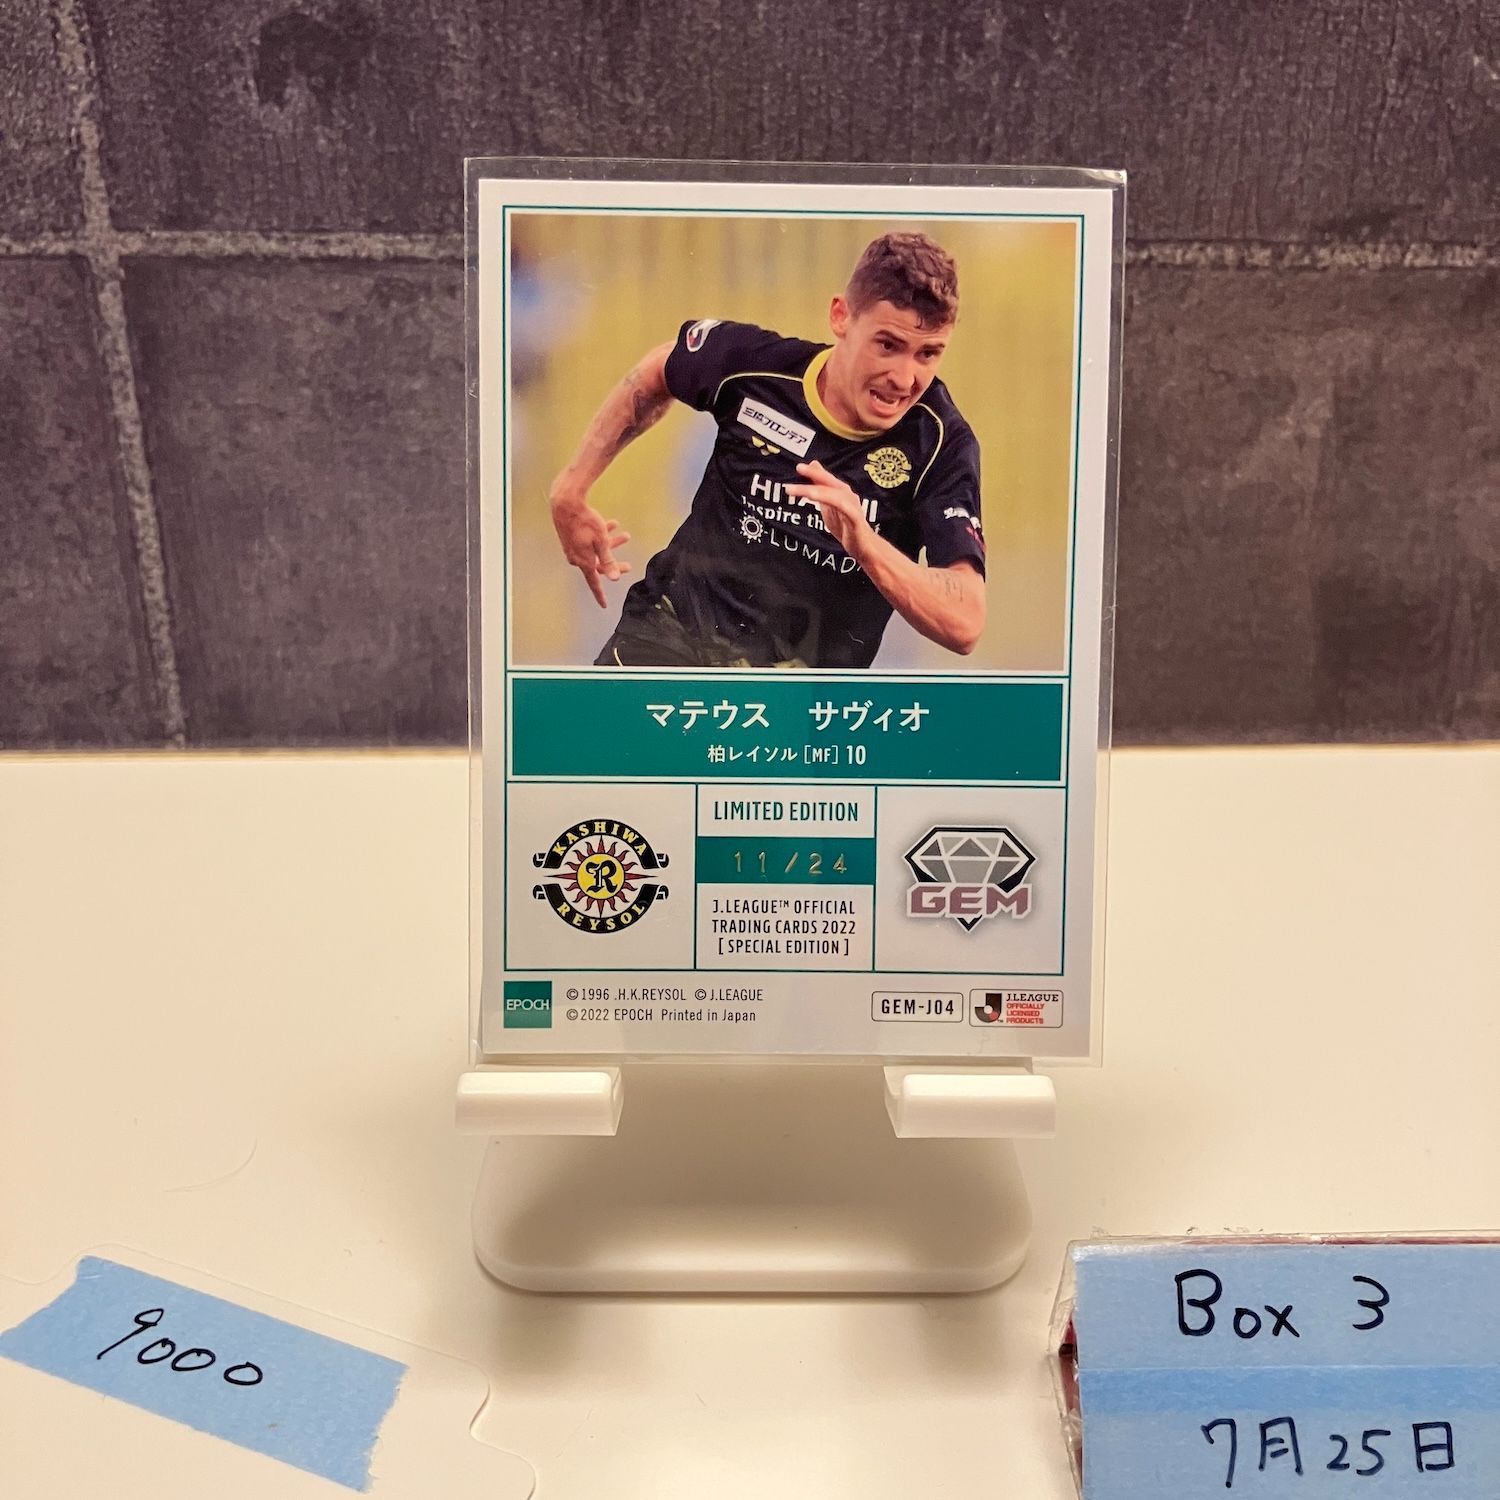 三協フロンテア
HITACHI
Inspire the
LUMADA
マテウス サヴィオ
柏レイソル [MF] 10
KASHIWA
R
REYSOL
LIMITED EDITION
11/24
J.LEAGUE™ OFFICIAL
TRADING CARDS 2022
[ SPECIAL EDITION ]
GEM
EPOCH
©1996 .H.K.REYSOL ©J.LEAGUE
©2022 EPOCH Printed in Japan
GEM-J04
J.LEAGUE
OFFICIALLY
LICENSED
PRODUCTS
9000
Box 3
7月25日